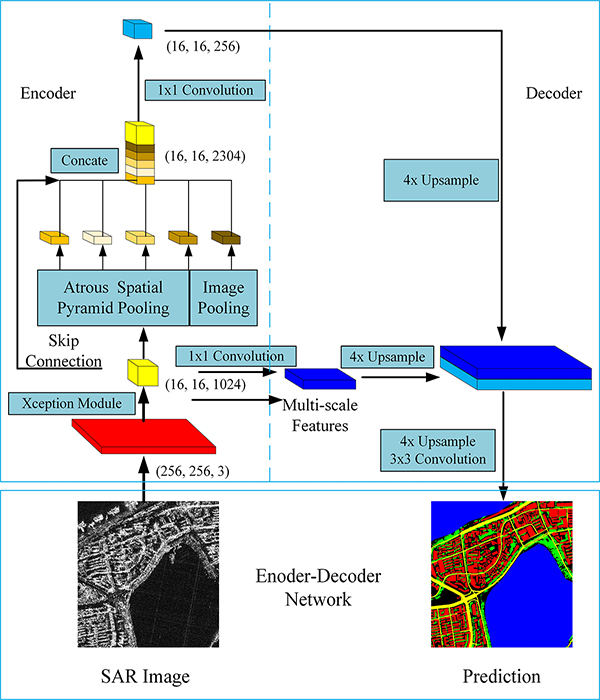 (16, 16, 256)
Encoder
1x1 Convolution
Decoder
Concate
(16, 16, 2304)
4x Upsample
Atrous Spatial
Pyramid Pooling
Image
Pooling
Skip
Connection
1x1 Convolution
4x Upsample
(16, 16, 1024)
Xception Module
Multi-scale
Features
4x Upsample
3x3 Convolution
(256, 256, 3)
Enoder-Decoder
Network
SAR Image
Prediction